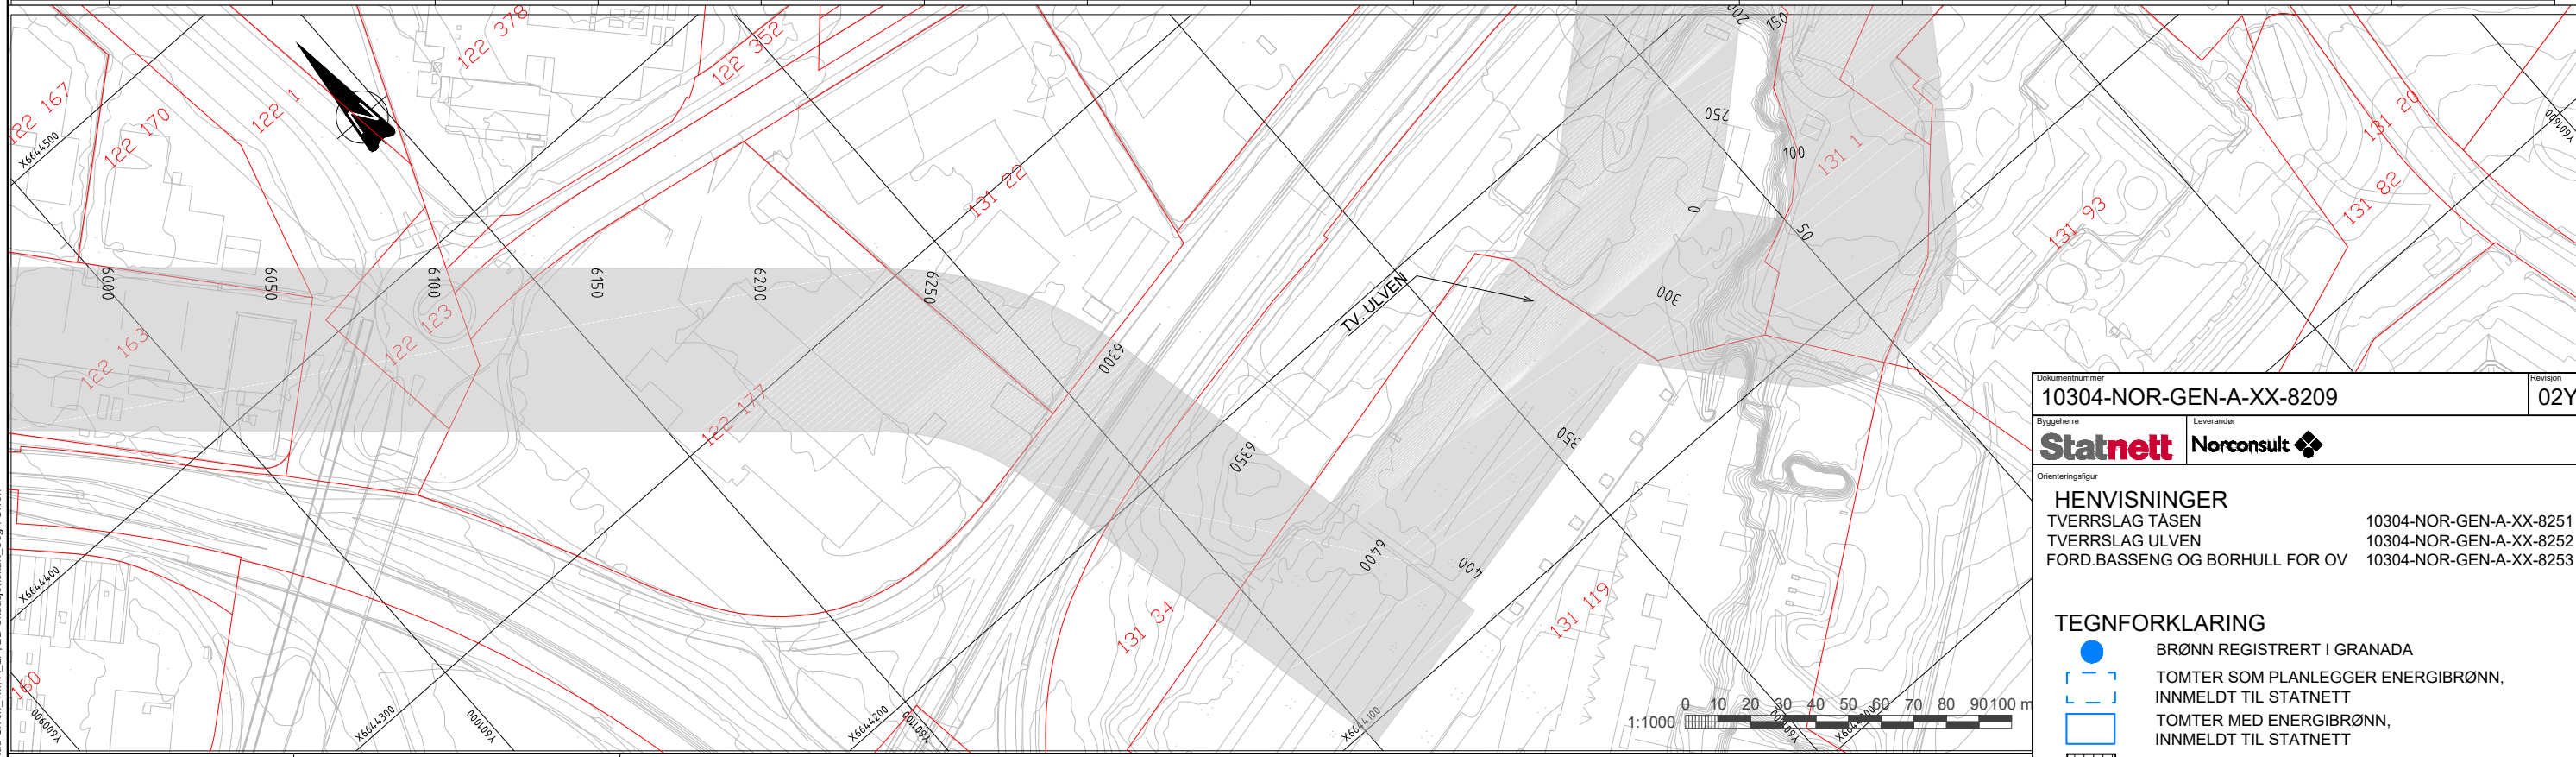 122 167
122 170
122 1
122 378
122 352
X6644500
122 163
122 123
122 177
131 22
6000
6050
6100
6150
6200
6250
6300
6350
6400
TV. ULVEN
200
150
250
100
0
50
300
350
400
131 1
131 93
131 82
131 20
131 34
131 119
160
X6644400
X6644300
X6644200
X6644100
Y601000
Y600900
1:1000
0 10 20 30 40 50 60 70 80 90 100 m
Dokumentnummer
10304-NOR-GEN-A-XX-8209
Revisjon
02Y
Byggeherre
Statnett
Leverandør
Norconsult
Orienteringsfigur
HENVISNINGER
TVERRSLAG TÅSEN 10304-NOR-GEN-A-XX-8251
TVERRSLAG ULVEN 10304-NOR-GEN-A-XX-8252
FORD.BASSENG OG BORHULL FOR OV 10304-NOR-GEN-A-XX-8253
TEGNFORKLARING
BRØNN REGISTRERT I GRANADA
TOMTER SOM PLANLEGGER ENERGIBRØNN,
INNMELDT TIL STATNETT
TOMTER MED ENERGIBRØNN,
INNMELDT TIL STATNETT